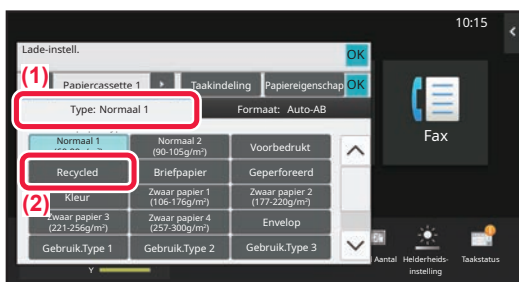 10:15
Lade-instell.
OK
(1)
Papiercassette 1
Taakindeling
Papiereigenschap
OK
Type: Normaal 1
Formaat: Auto-AB
Fax
Normaal 1
Normaal 2
(90-105g/m²)
Voorbedrukt
Recycled
Briefpapier
Geperforeerd
(2)
Kleur
Zwaar papier 1
(106-176g/m²)
Zwaar papier 2
(177-220g/m²)
Zwaar papier 3
(221-256g/m²)
Zwaar papier 4
(257-300g/m²)
Envelop
Gebruik.Type 1
Gebruik.Type 2
Gebruik.Type 3
Aantal
Helderheids-
instelling
Taakstatus
Y